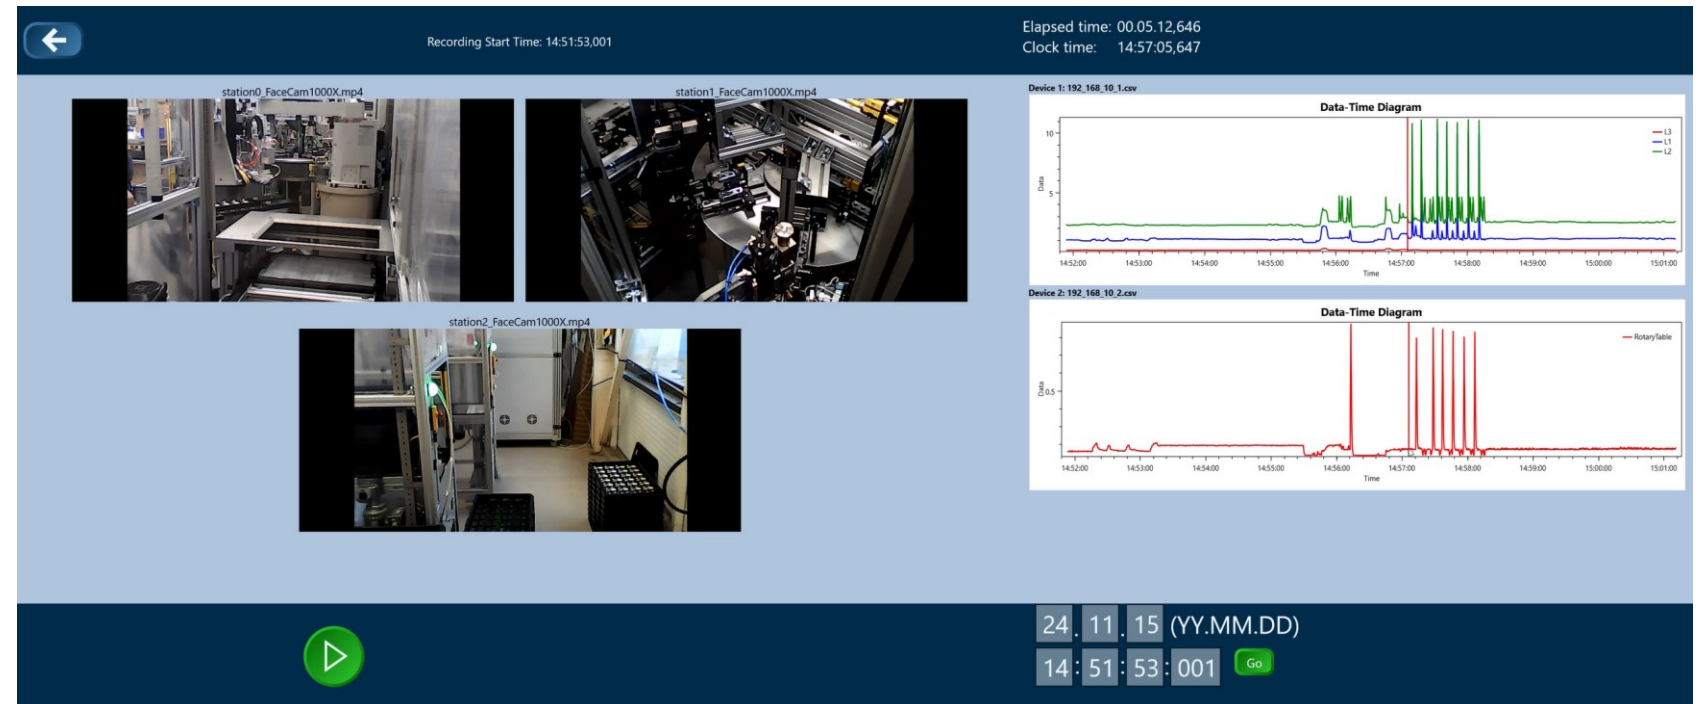 Recording Start Time: 14:51:53,001
Elapsed time: 00.05.12,646
Clock time: 14:57:05,647
station0_FaceCam1000X.mp4
station1_FaceCam1000X.mp4
station2_FaceCam1000X.mp4
Device 1: 192_168_10_1.csv
Data-Time Diagram
L3
L1
L2
10
5
Data
14:52:00 14:53:00 14:54:00 14:55:00 14:56:00 14:57:00 14:58:00 14:59:00 15:00:00 15:01:00
Time
Device 2: 192_168_10_2.csv
Data-Time Diagram
RotaryTable
0.5
Data
14:52:00 14:53:00 14:54:00 14:55:00 14:56:00 14:57:00 14:58:00 14:59:00 15:00:00 15:01:00
Time
24. 11. 15 (YY.MM.DD)
14: 51: 53: 001 Go